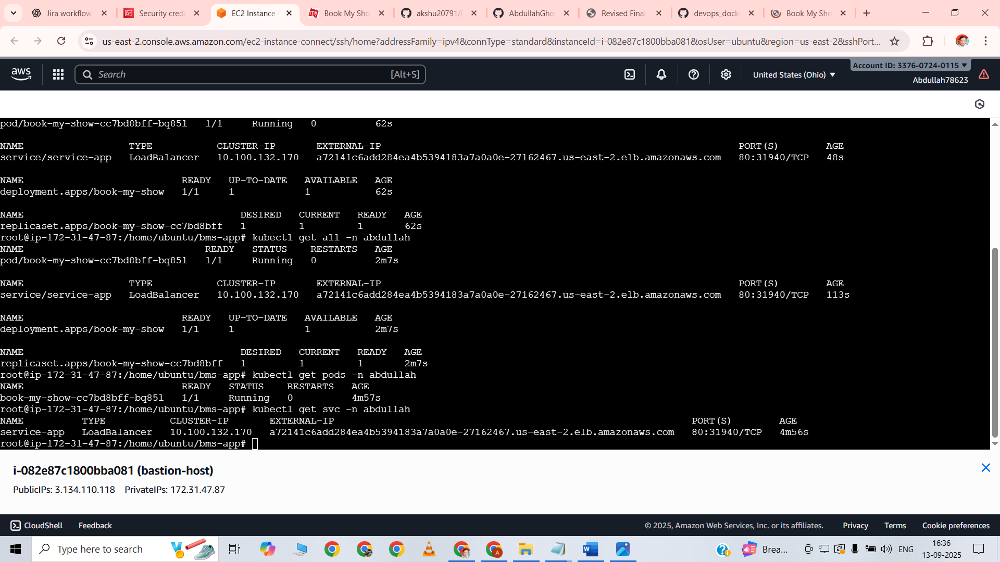 Jira workflow
Security cred
EC2 Instance
Book My Sho
akshu20791/
AbdullahGho
Revised Final
devops_dock
Book My Sho
us-east-2.console.aws.amazon.com/ec2-instance-connect/ssh/home?addressFamily=ipv4&connType=standard&instanceId=i-082e87c1800bba081&osUser=ubuntu&region=us-east-2&sshPort...
aws
Search
[Alt+S]
United States (Ohio)
Account ID: 3376-0724-0115
Abdullah78623
pod/book-my-show-cc7bd8bff-bq85l 1/1 Running 0 62s
NAME TYPE CLUSTER-IP EXTERNAL-IP PORT(S) AGE
service/service-app LoadBalancer 10.100.132.170 a72141c6add284ea4b5394183a7a0a0e-27162467.us-east-2.elb.amazonaws.com 80:31940/TCP 48s
NAME READY UP-TO-DATE AVAILABLE AGE
deployment.apps/book-my-show 1/1 1 1 62s
NAME DESIRED CURRENT READY AGE
replicaset.apps/book-my-show-cc7bd8bff 1 1 1 62s
root@ip-172-31-47-87:/home/ubuntu/bms-app# kubectl get all -n abdullah
NAME READY STATUS RESTARTS AGE
pod/book-my-show-cc7bd8bff-bq85l 1/1 Running 0 2m7s
NAME TYPE CLUSTER-IP EXTERNAL-IP PORT(S) AGE
service/service-app LoadBalancer 10.100.132.170 a72141c6add284ea4b5394183a7a0a0e-27162467.us-east-2.elb.amazonaws.com 80:31940/TCP 113s
NAME READY UP-TO-DATE AVAILABLE AGE
deployment.apps/book-my-show 1/1 1 1 2m7s
NAME DESIRED CURRENT READY AGE
replicaset.apps/book-my-show-cc7bd8bff 1 1 1 2m7s
root@ip-172-31-47-87:/home/ubuntu/bms-app# kubectl get pods -n abdullah
NAME READY STATUS RESTARTS AGE
book-my-show-cc7bd8bff-bq85l 1/1 Running 0 4m57s
root@ip-172-31-47-87:/home/ubuntu/bms-app# kubectl get svc -n abdullah
NAME TYPE CLUSTER-IP EXTERNAL-IP PORT(S) AGE
service-app LoadBalancer 10.100.132.170 a72141c6add284ea4b5394183a7a0a0e-27162467.us-east-2.elb.amazonaws.com 80:31940/TCP 4m56s
root@ip-172-31-47-87:/home/ubuntu/bms-app#
i-082e87c1800bba081 (bastion-host)
PublicIPs: 3.134.110.118 PrivateIPs: 172.31.47.87
CloudShell Feedback
© 2025, Amazon Web Services, Inc. or its affiliates. Privacy Terms Cookie preferences
Type here to search
Brea...
ENG
16:36
13-09-2025